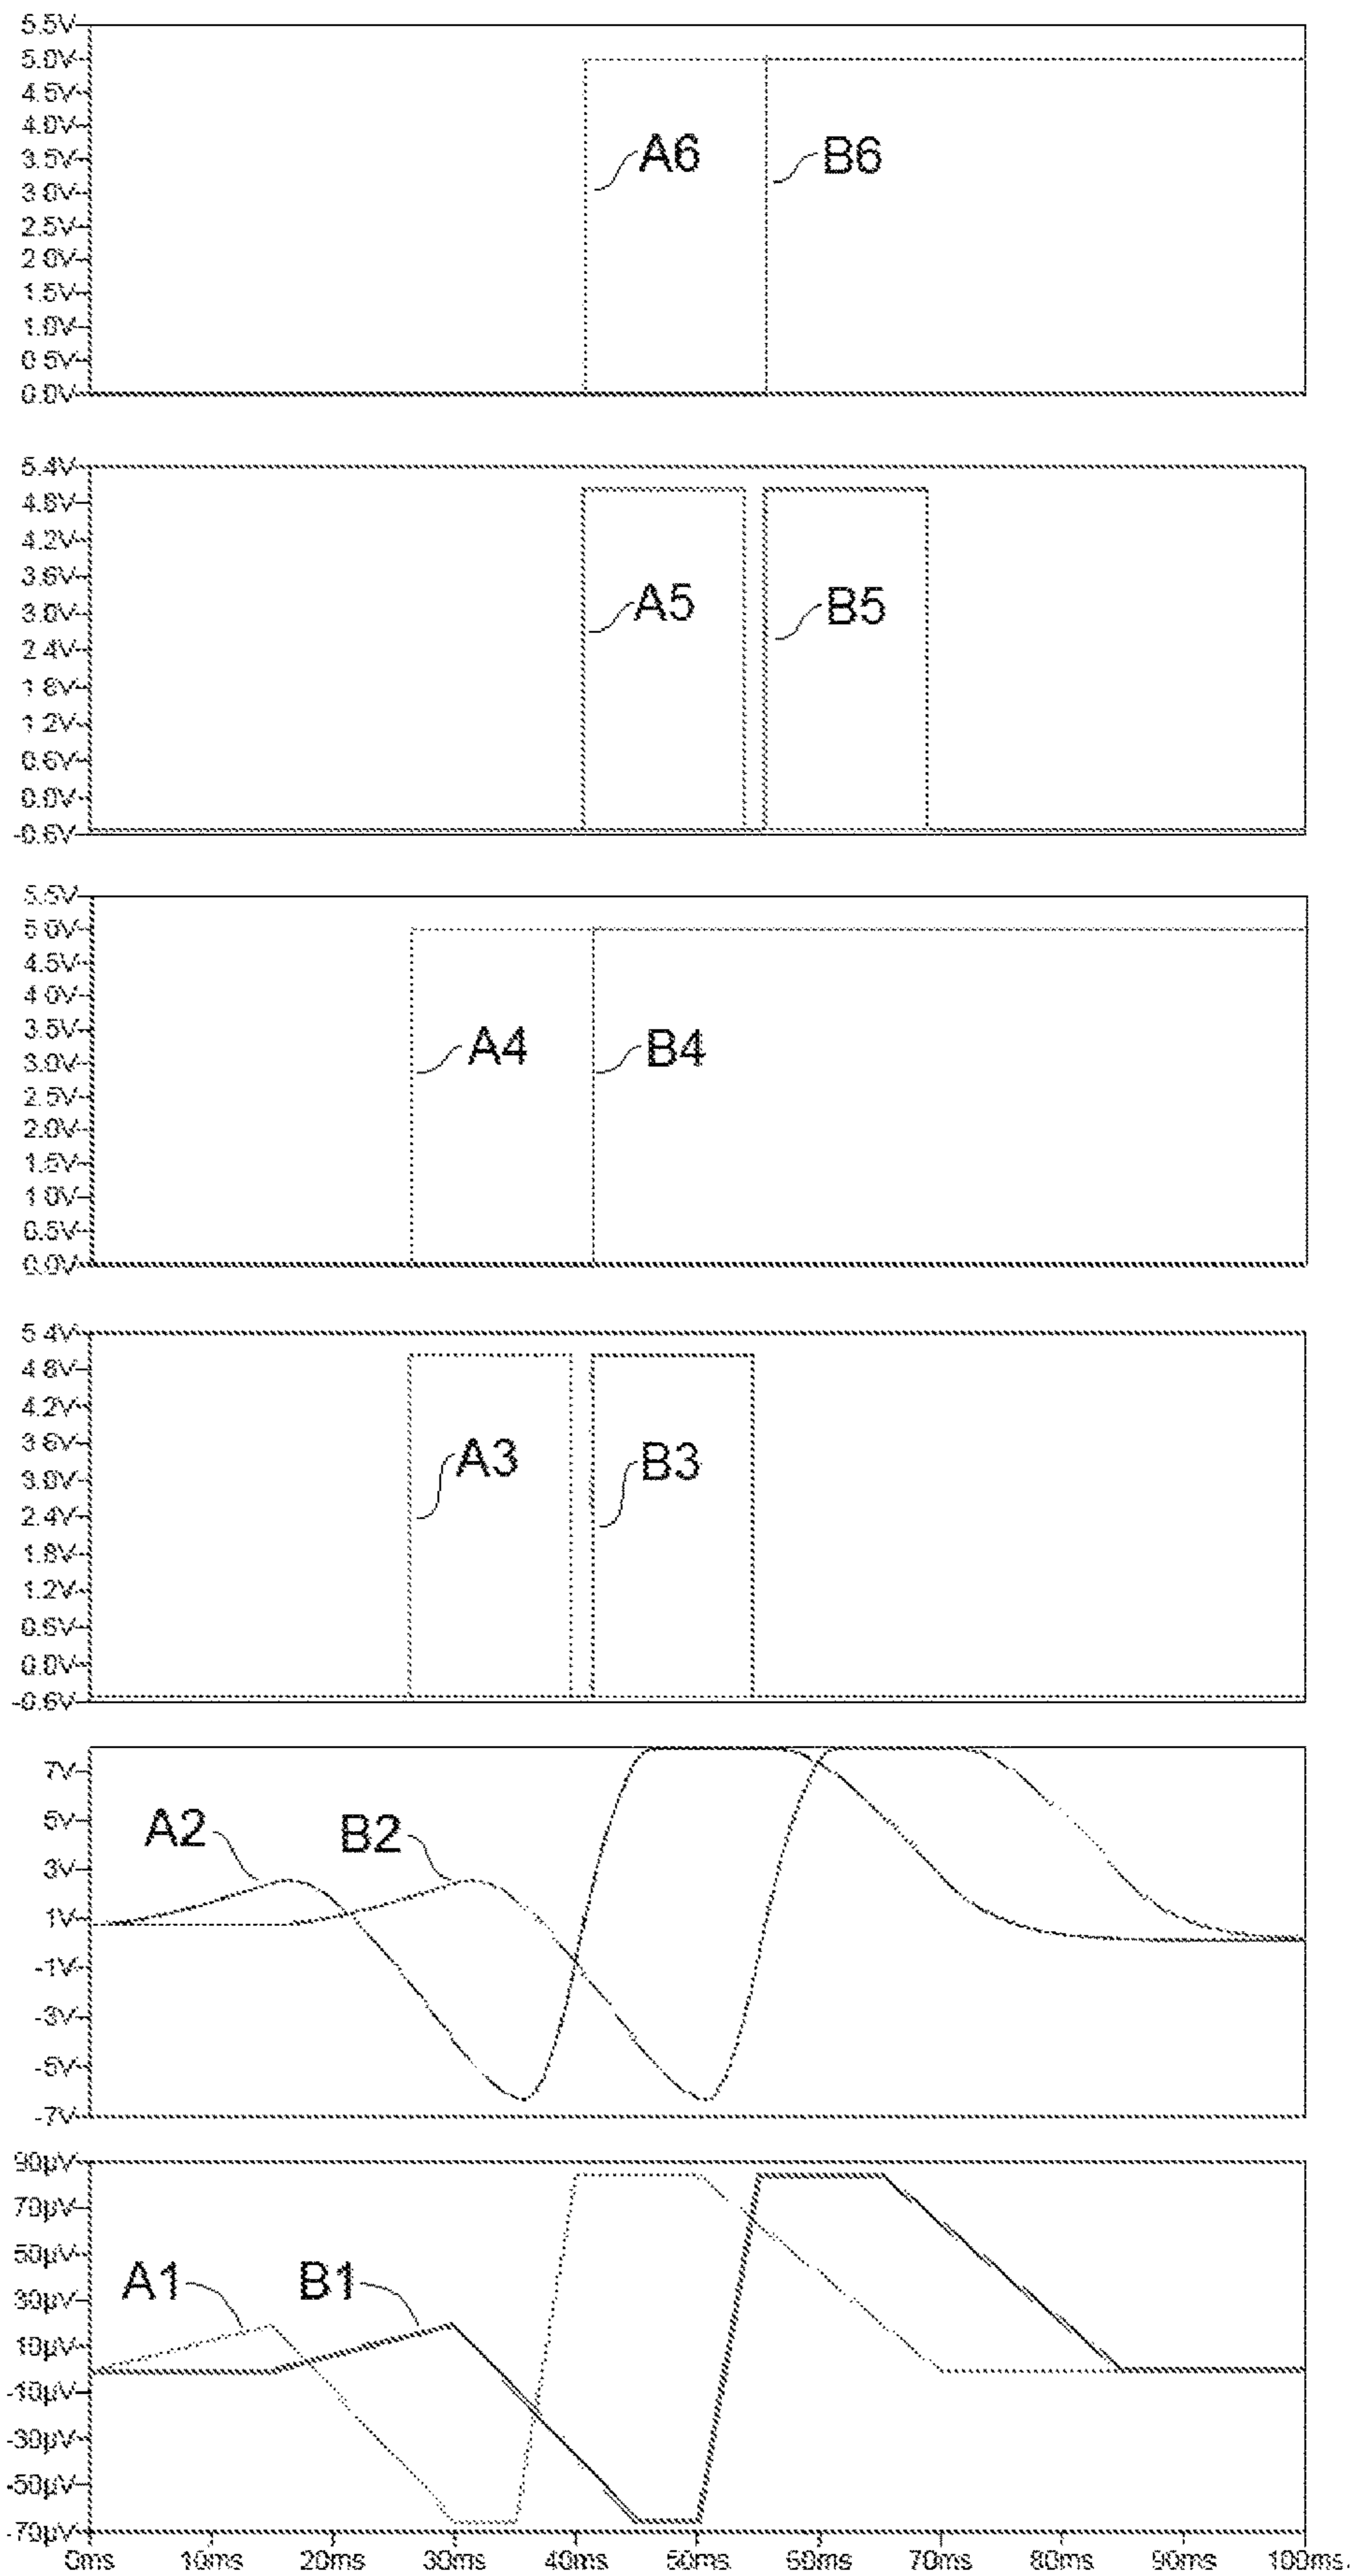 5.5V
5.0V
4.5V
4.0V
3.5V
3.0V
2.5V
2.0V
1.5V
1.0V
0.5V
0.0V
A6
B6
5.4V
4.8V
4.2V
3.6V
3.0V
2.4V
1.8V
1.2V
0.6V
0.0V
-0.6V
A5
B5
5.5V
5.0V
4.5V
4.0V
3.5V
3.0V
2.5V
2.0V
1.5V
1.0V
0.5V
0.0V
A4
B4
5.4V
4.8V
4.2V
3.6V
3.0V
2.4V
1.8V
1.2V
0.6V
0.0V
-0.6V
A3
B3
7V
5V
3V
1V
-1V
-3V
-5V
-7V
A2
B2
90µV
70µV
50µV
30µV
10µV
-10µV
-30µV
-50µV
-70µV
A1
B1
0ms 10ms 20ms 30ms 40ms 50ms 60ms 70ms 80ms 90ms 100ms